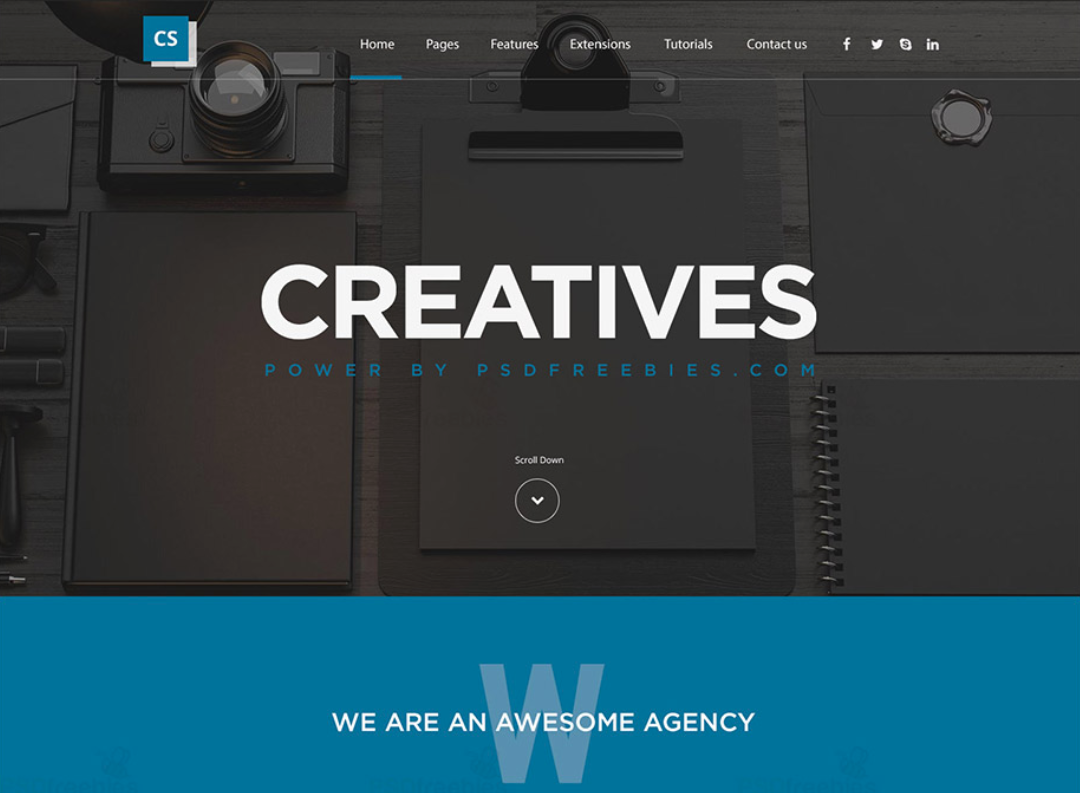 CS
Home Pages Features Extensions Tutorials Contact us
CREATIVES
POWER BY PSDFREEBIES.COM
Scroll Down
W
WE ARE AN AWESOME AGENCY